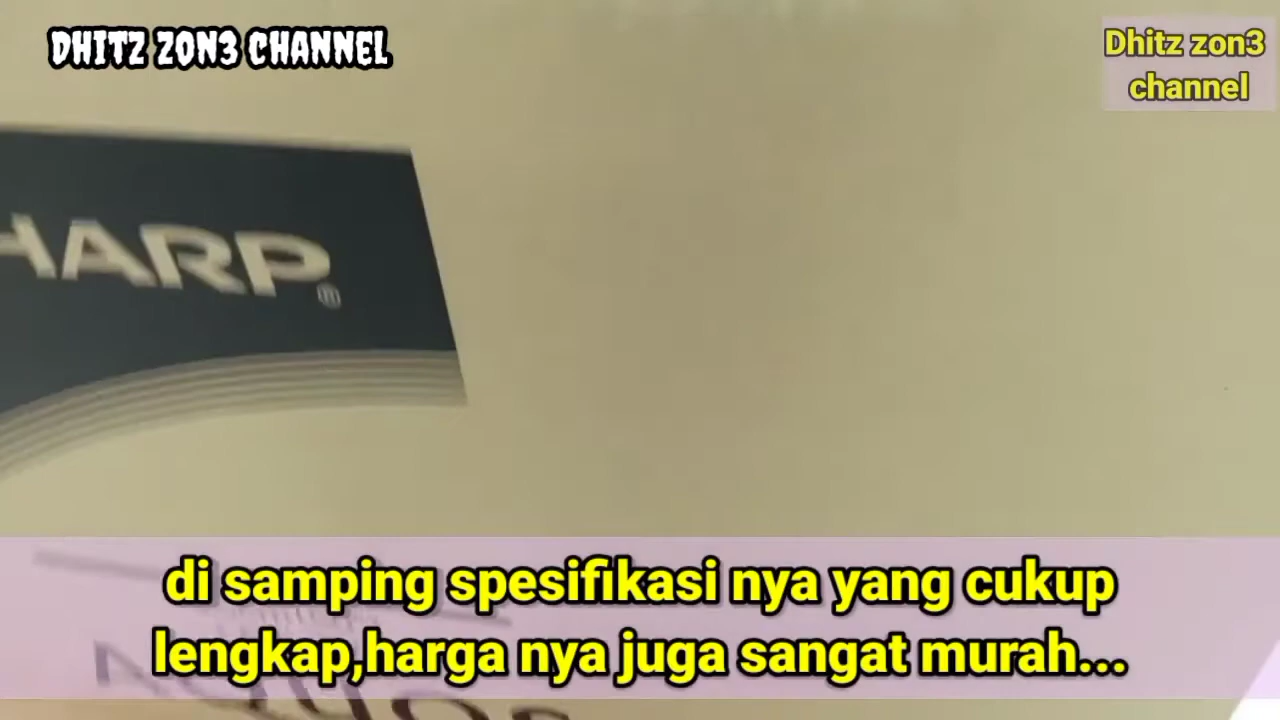 DHITZ ZON3 CHANNEL
Dhitz zon3
channel
HARP®
di samping spesifikasi nya yang cukup
lengkap,harga nya juga sangat murah...